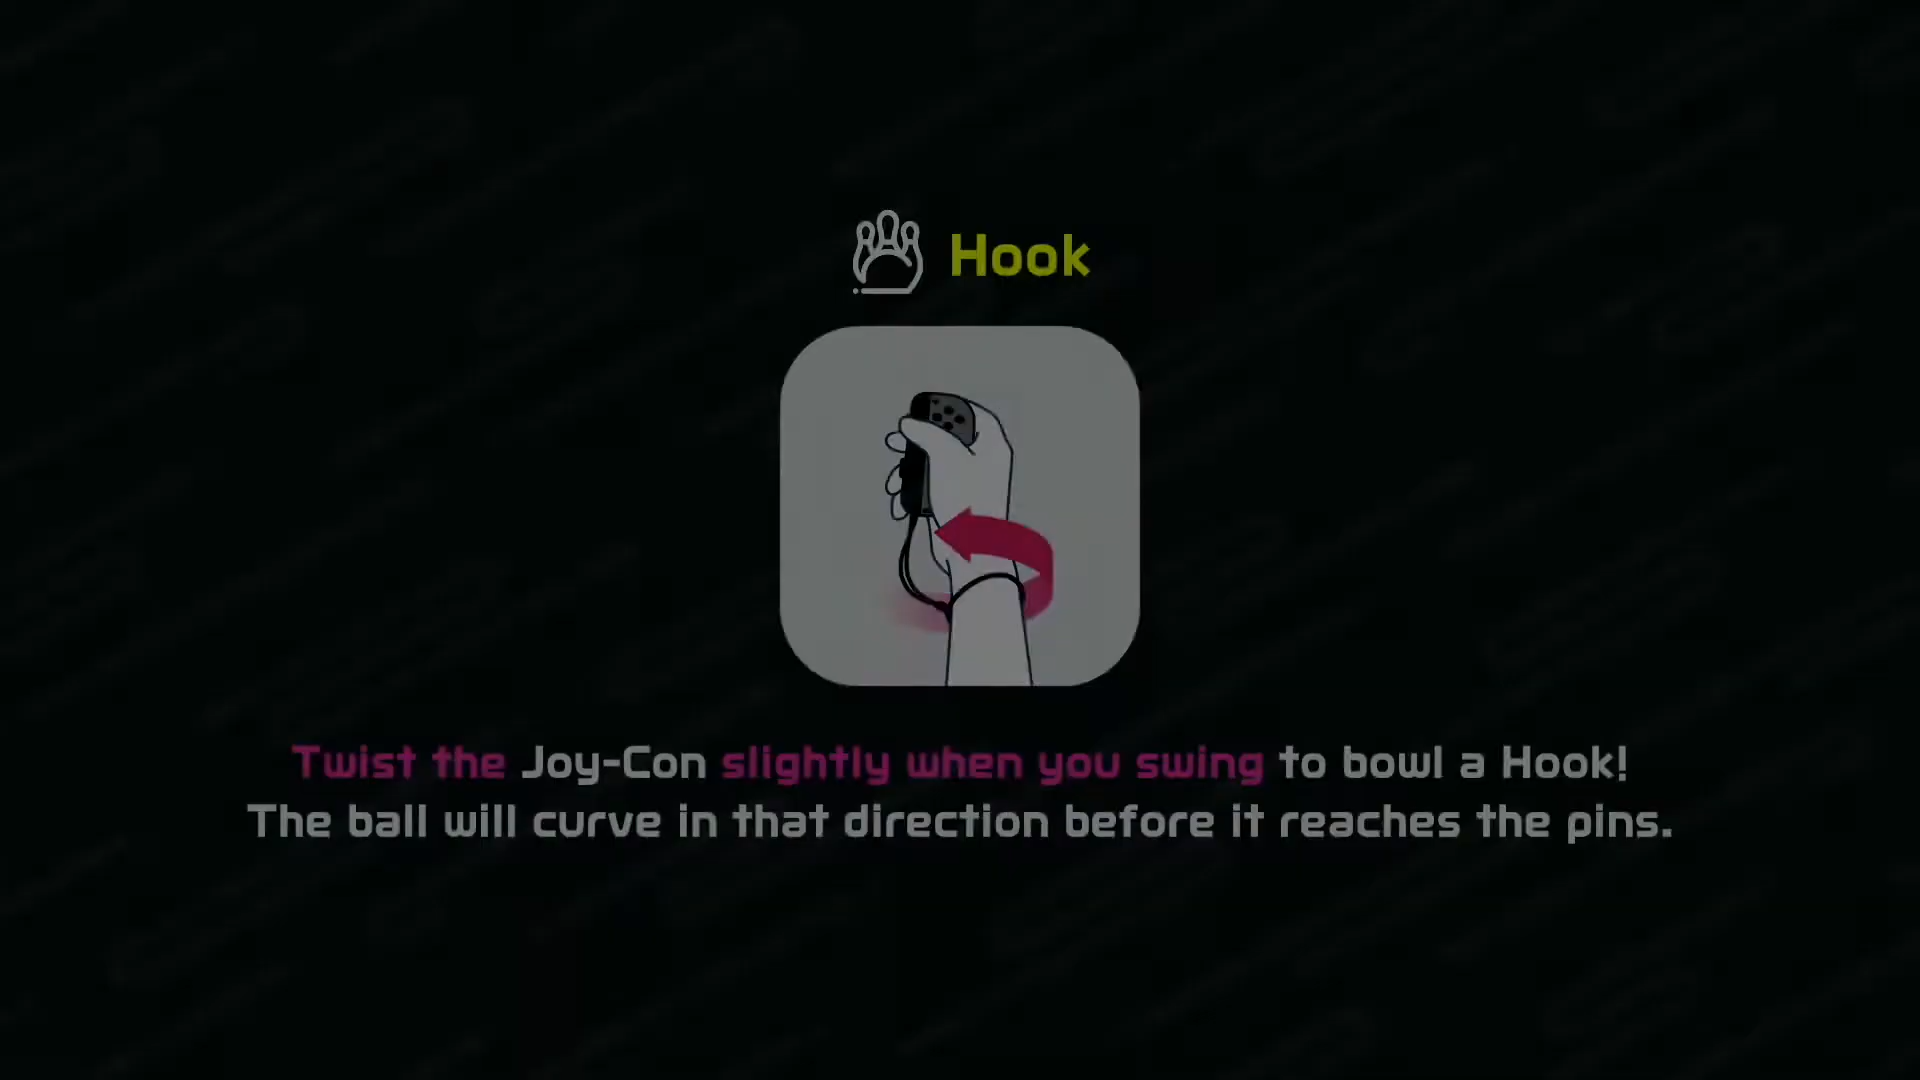 Hook
Twist the Joy-Con slightly when you swing to bowl a Hook!
The ball will curve in that direction before it reaches the pins.